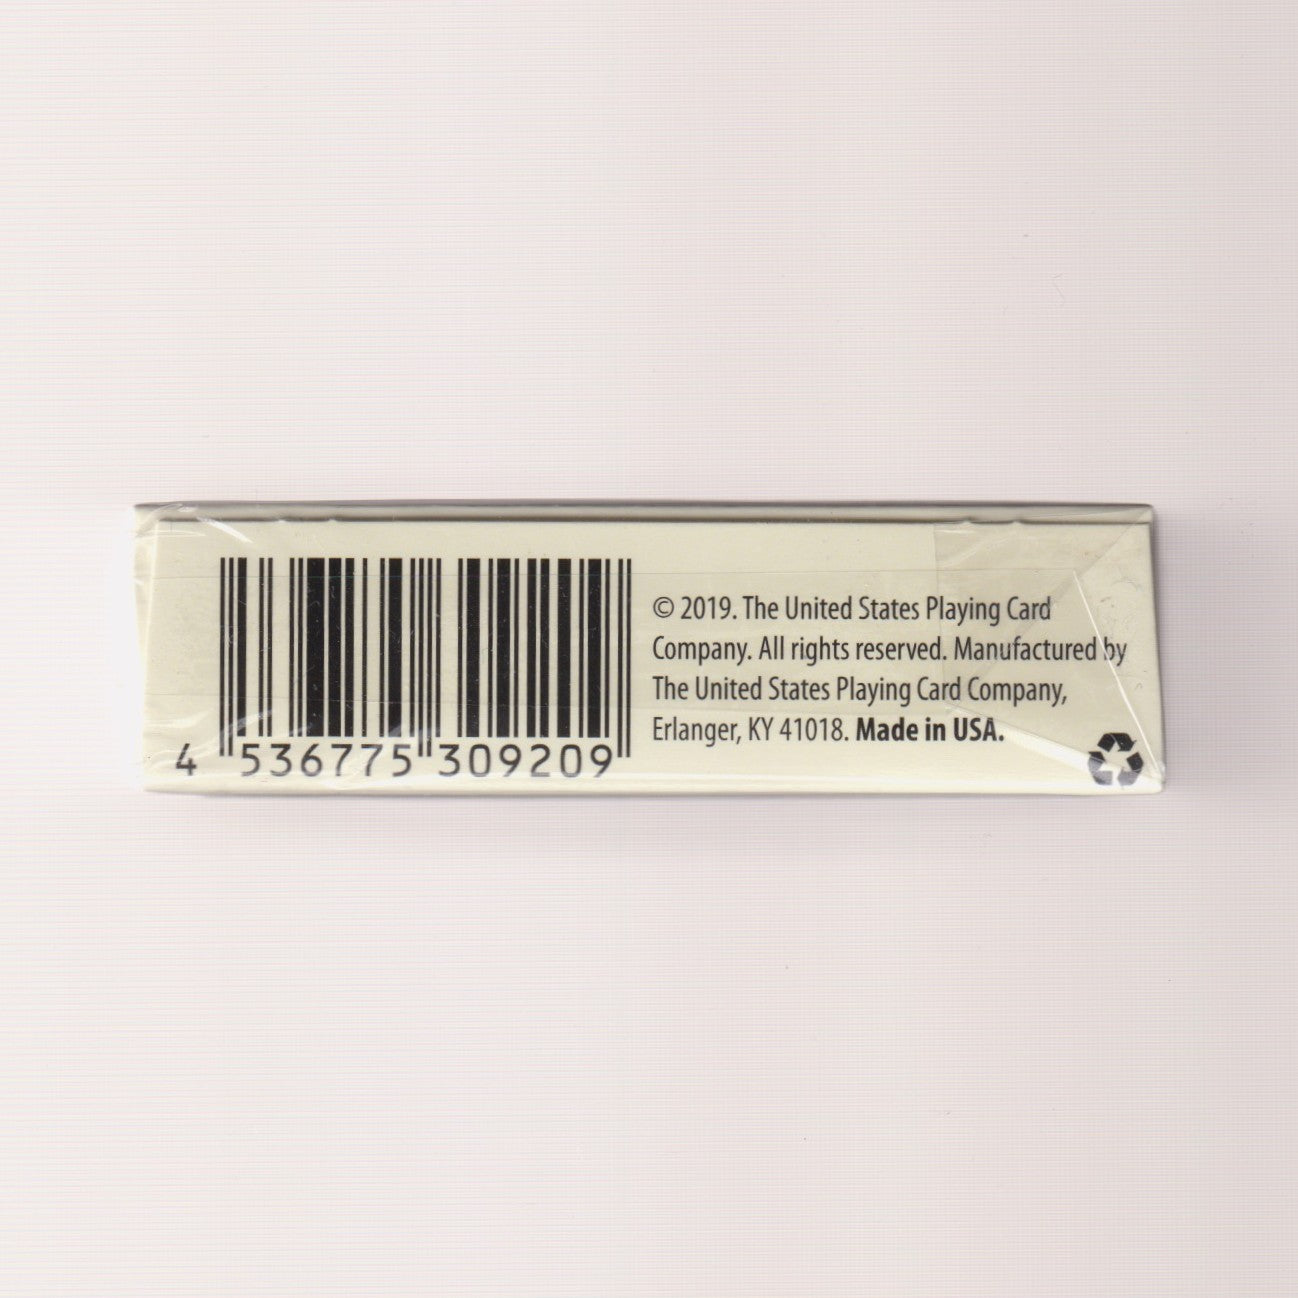 © 2019. The United States Playing Card
Company. All rights reserved. Manufactured by
The United States Playing Card Company,
Erlanger, KY 41018. Made in USA.
4 536775 309209